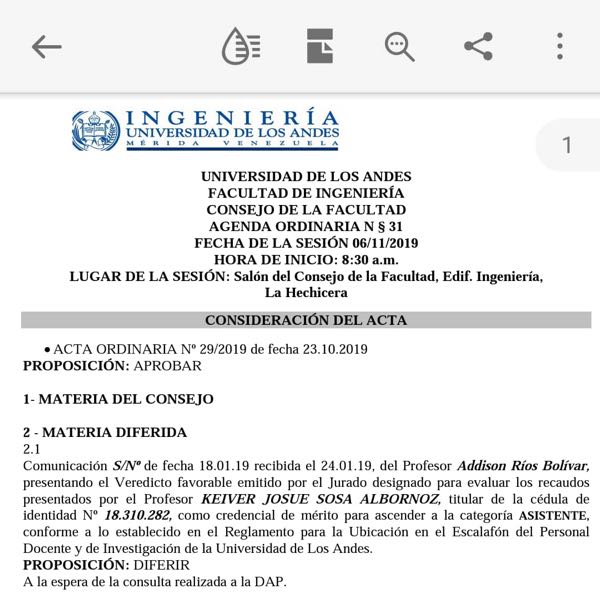 INGENIERÍA
UNIVERSIDAD DE LOS ANDES
MÉRIDA VENEZUELA
1
UNIVERSIDAD DE LOS ANDES
FACULTAD DE INGENIERÍA
CONSEJO DE LA FACULTAD
AGENDA ORDINARIA N § 31
FECHA DE LA SESIÓN 06/11/2019
HORA DE INICIO: 8:30 a.m.
LUGAR DE LA SESIÓN: Salón del Consejo de la Facultad, Edif. Ingeniería,
La Hechicera
CONSIDERACIÓN DEL ACTA
• ACTA ORDINARIA Nº 29/2019 de fecha 23.10.2019
PROPOSICIÓN: APROBAR
1- MATERIA DEL CONSEJO
2 - MATERIA DIFERIDA
2.1
Comunicación S/Nº de fecha 18.01.19 recibida el 24.01.19, del Profesor Addison Ríos Bolívar,
presentando el Veredicto favorable emitido por el Jurado designado para evaluar los recaudos
presentados por el Profesor KEIVER JOSUE SOSA ALBORNOZ, titular de la cédula de
identidad Nº 18.310.282, como credencial de mérito para ascender a la categoría ASISTENTE,
conforme a lo establecido en el Reglamento para la Ubicación en el Escalafón del Personal
Docente y de Investigación de la Universidad de Los Andes.
PROPOSICIÓN: DIFERIR
A la espera de la consulta realizada a la DAP.